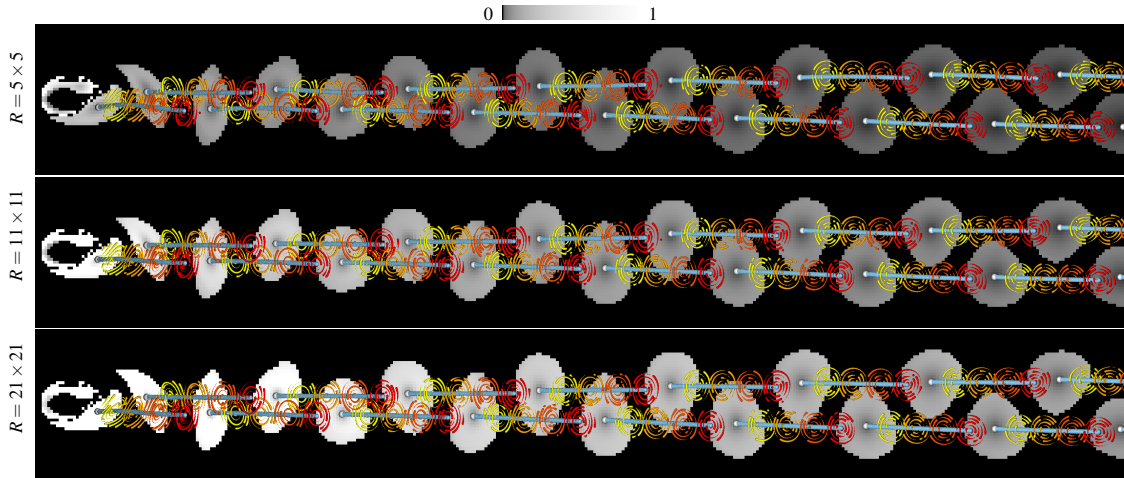 0 1
R = 5 × 5
R = 11 × 11
R = 21 × 21